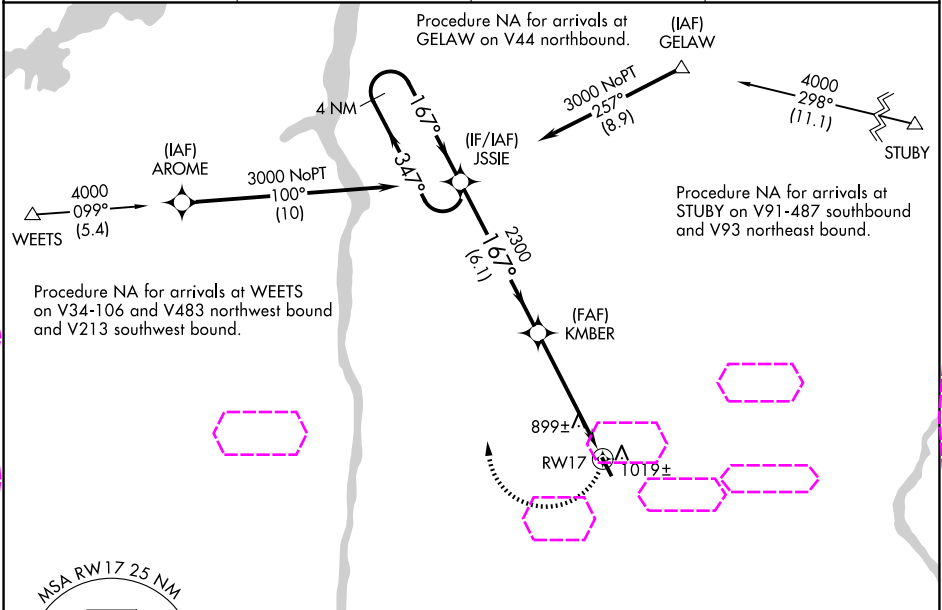 Procedure NA for arrivals at
GELAW on V44 northbound.
(IAF)
GELAW
4 NM
167°
347°
3000 NoPT
257°
(8.9)
4000
298°
(11.1)
STUBY
(IF/IAF)
JSSIE
(IAF)
AROME
3000 NoPT
100°
(10)
4000
099°
(5.4)
WEETS
Procedure NA for arrivals at
STUBY on V91-487 southbound
and V93 northeast bound.
2300
167°
(6.1)
Procedure NA for arrivals at WEETS
on V34-106 and V483 northwest bound
and V213 southwest bound.
(FAF)
KMBER
899±
RW17
1019±
MSA RW17 25 NM